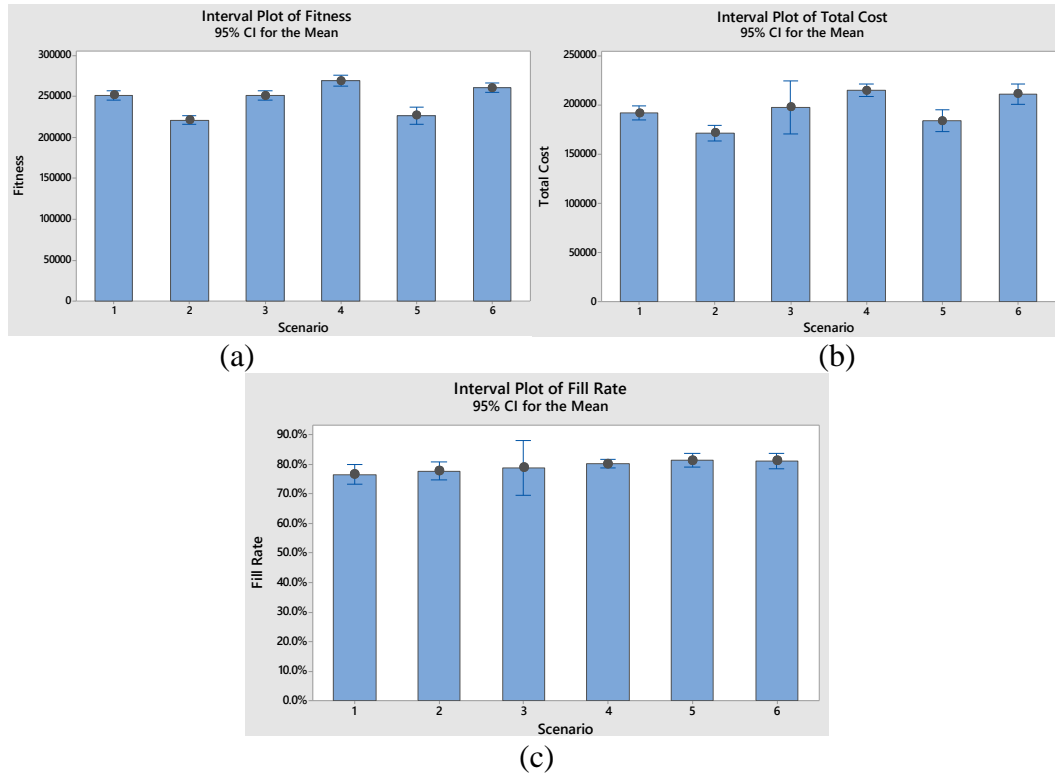 Interval Plot of Fitness
95% CI for the Mean
300000
250000
200000
150000
100000
50000
0
Fitness
1 2 3 4 5 6
Scenario
(a)
Interval Plot of Total Cost
95% CI for the Mean
250000
200000
150000
100000
50000
0
Total Cost
1 2 3 4 5 6
Scenario
(b)
Interval Plot of Fill Rate
95% CI for the Mean
90.0%
80.0%
70.0%
60.0%
50.0%
40.0%
30.0%
20.0%
10.0%
0.0%
Fill Rate
1 2 3 4 5 6
Scenario
(c)